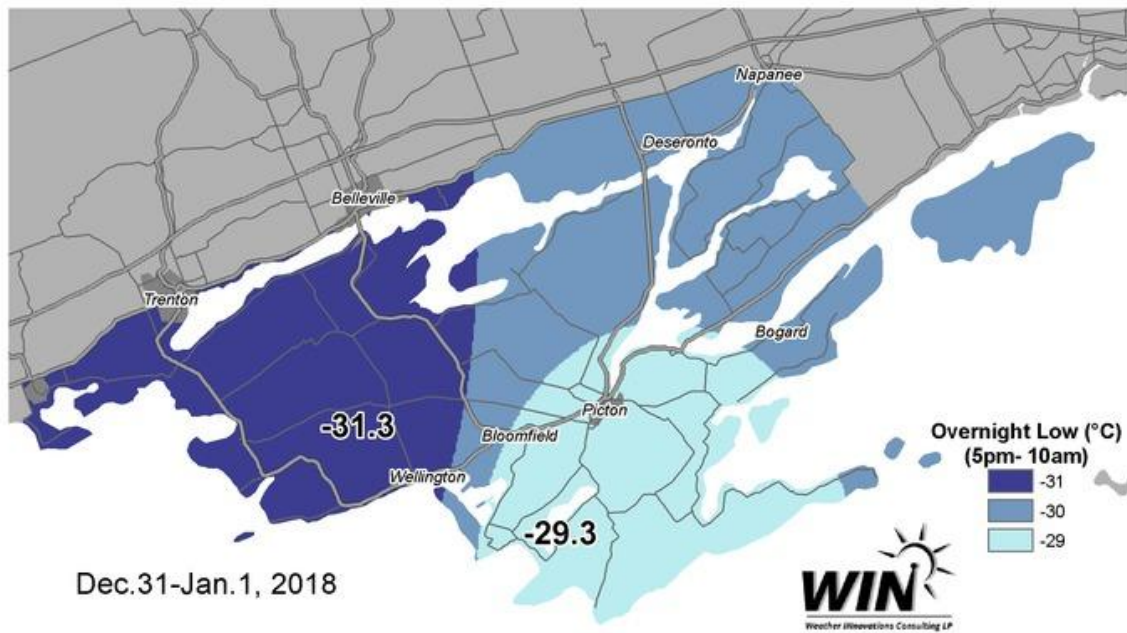 Napanee
Deseronto
Belleville
Trenton
Bogard
Picton
-31.3
Bloomfield
Wellington
-29.3
Overnight Low (°C)
(5pm- 10am)
-31
-30
-29
Dec.31-Jan.1, 2018
WIN
Weather INnovations Consulting LP